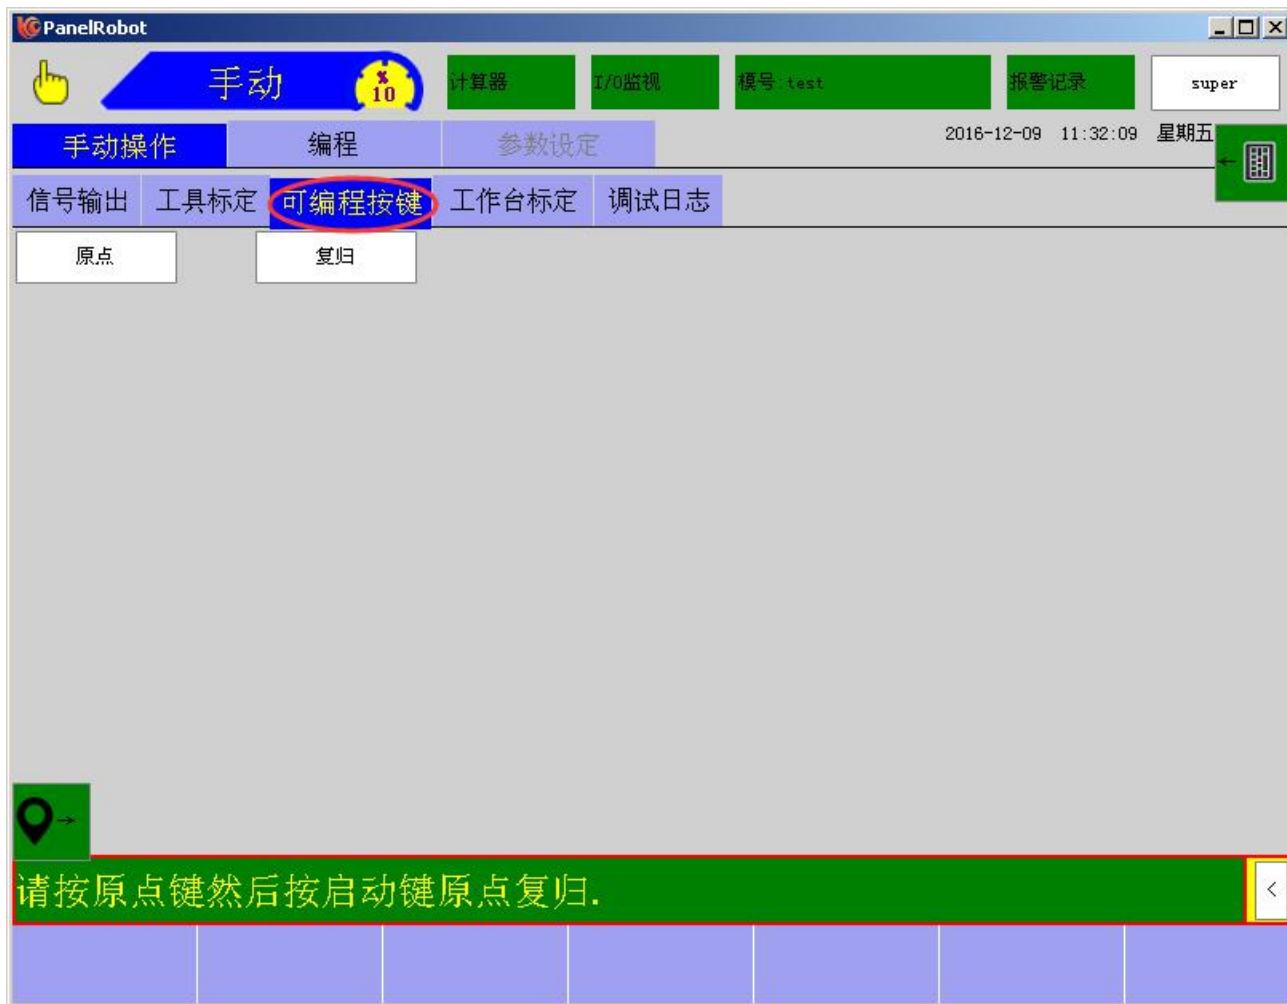 PanelRobot
手动 % 10 计算器 I/O监视 模号:test 报警记录 super
手动操作 编程 参数设定 2016-12-09 11:32:09 星期五
信号输出 工具标定 可编程按键 工作台标定 调试日志
原点 复归
请按原点键然后按启动键原点复归.